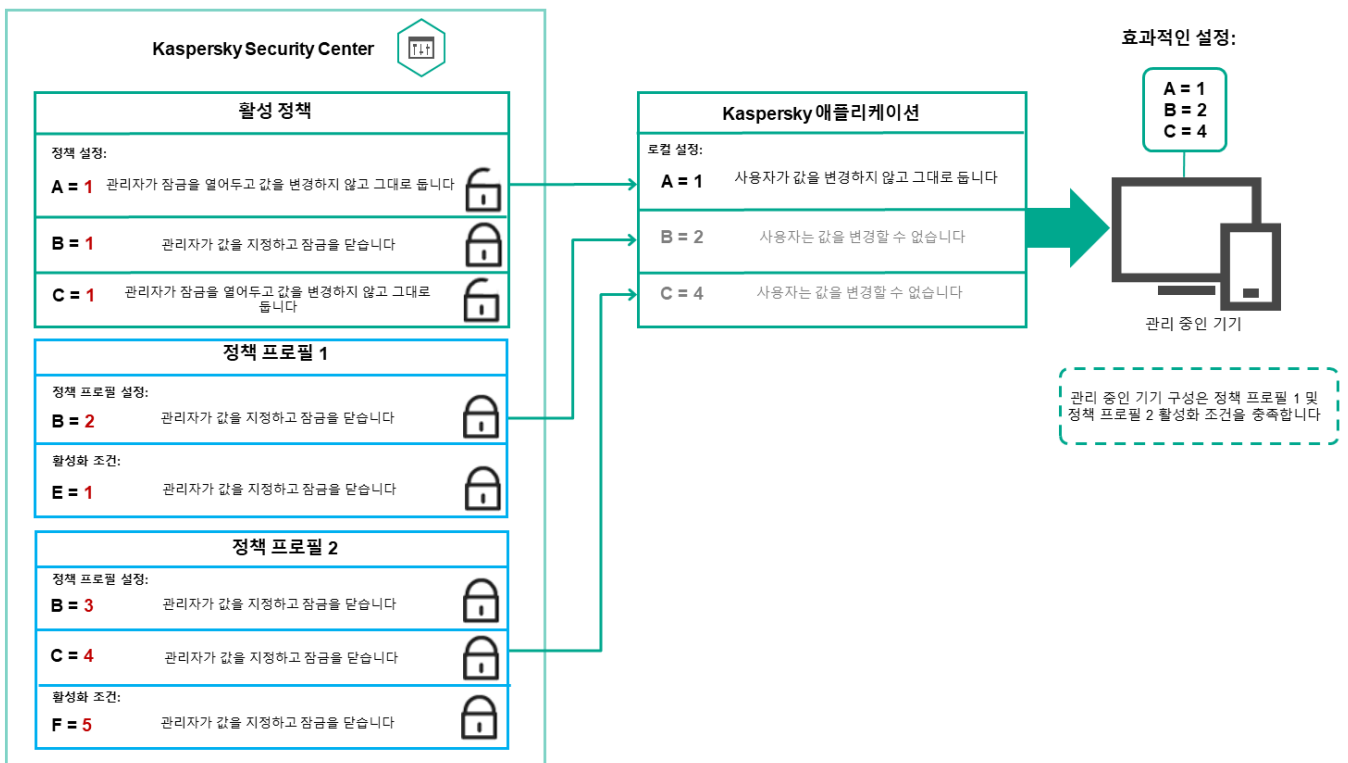 Kaspersky Security Center
활성 정책
정책 설정:
A = 1 관리자가 잠금을 열어두고 값을 변경하지 않고 그대로 둡니다
B = 1 관리자가 값을 지정하고 잠금을 닫습니다
C = 1 관리자가 잠금을 열어두고 값을 변경하지 않고 그대로
둡니다
정책 프로필 1
정책 프로필 설정:
B = 2 관리자가 값을 지정하고 잠금을 닫습니다
활성화 조건:
E = 1 관리자가 값을 지정하고 잠금을 닫습니다
정책 프로필 2
정책 프로필 설정:
B = 3 관리자가 값을 지정하고 잠금을 닫습니다
C = 4 관리자가 값을 지정하고 잠금을 닫습니다
활성화 조건:
F = 5 관리자가 값을 지정하고 잠금을 닫습니다
Kaspersky 애플리케이션
로컬 설정:
A = 1 사용자가 값을 변경하지 않고 그대로 둡니다
B = 2 사용자는 값을 변경할 수 없습니다
C = 4 사용자는 값을 변경할 수 없습니다
효과적인 설정:
A = 1
B = 2
C = 4
관리 중인 기기
관리 중인 기기 구성은 정책 프로필 1 및
정책 프로필 2 활성화 조건을 충족합니다